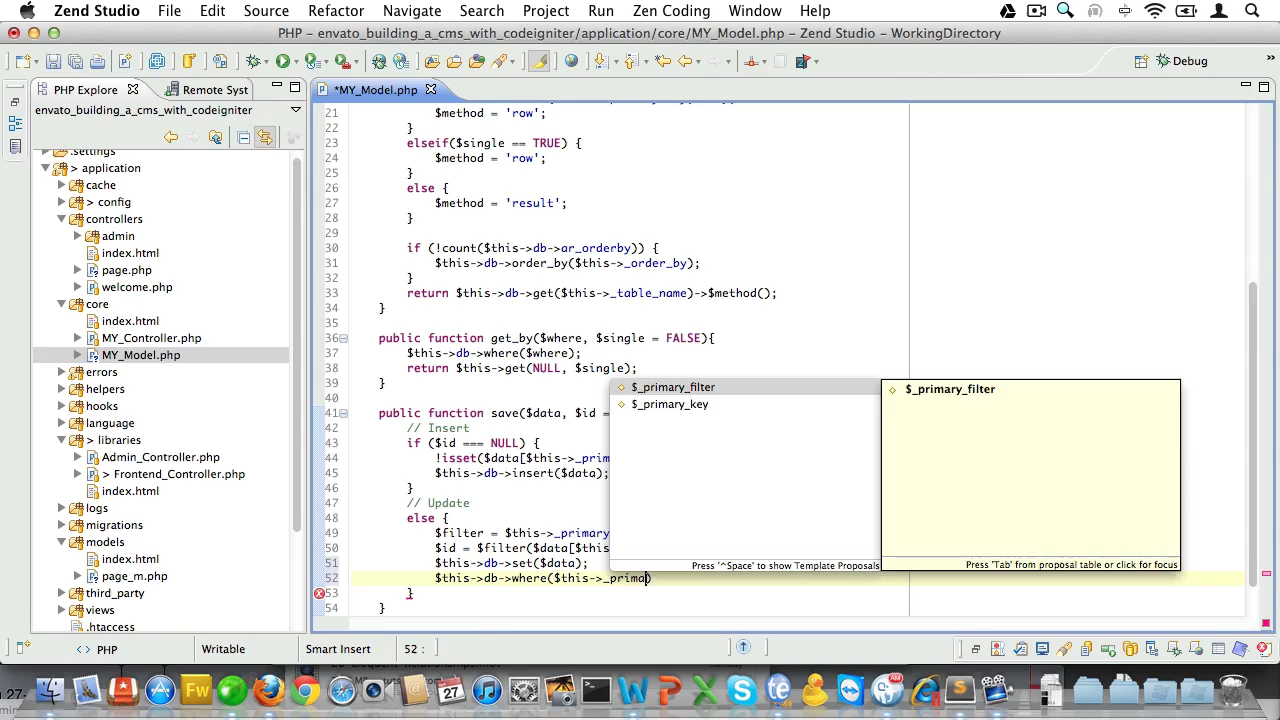 Zend Studio File Edit Source Refactor Navigate Search Project Run Zen Coding Window Help
PHP - envato_building_a_cms_with_codeigniter/application/core/MY_Model.php - Zend Studio - WorkingDirectory
Debug
PHP Explore
Remote Syst
*MY_Model.php
envato_building_a_cms_with_codeigniter
.settings
> application
cache
> config
controllers
admin
index.html
page.php
welcome.php
core
index.html
MY_Controller.php
MY_Model.php
errors
helpers
hooks
language
> libraries
Admin_Controller.php
> Frontend_Controller.php
index.html
logs
migrations
models
index.html
page_m.php
third_party
views
.htaccess
21 $method = 'row';
22 }
23 elseif($single == TRUE) {
24 $method = 'row';
25 }
26 else {
27 $method = 'result';
28 }
29
30 if (!count($this->db->ar_orderby)) {
31 $this->db->order_by($this->_order_by);
32 }
33 return $this->db->get($this->_table_name)->$method();
34 }
35
36 public function get_by($where, $single = FALSE){
37 $this->db->where($where);
38 return $this->get(NULL, $single);
39 }
40
41 public function save($data, $id =
42 // Insert
43 if ($id === NULL) {
44 !isset($data[$this->_prim
45 $this->db->insert($data);
46 }
47 // Update
48 else {
49 $filter = $this->_primary
50 $id = $filter($data[$this
51 $this->db->set($data);
52 $this->db->where($this->_prima)
53 }
54 }
$_primary_filter
$_primary_key
Press '^Space' to show Template Proposals
$_primary_filter
Press 'Tab' from proposal table or click for focus
<> PHP
Writable
Smart Insert
52 :